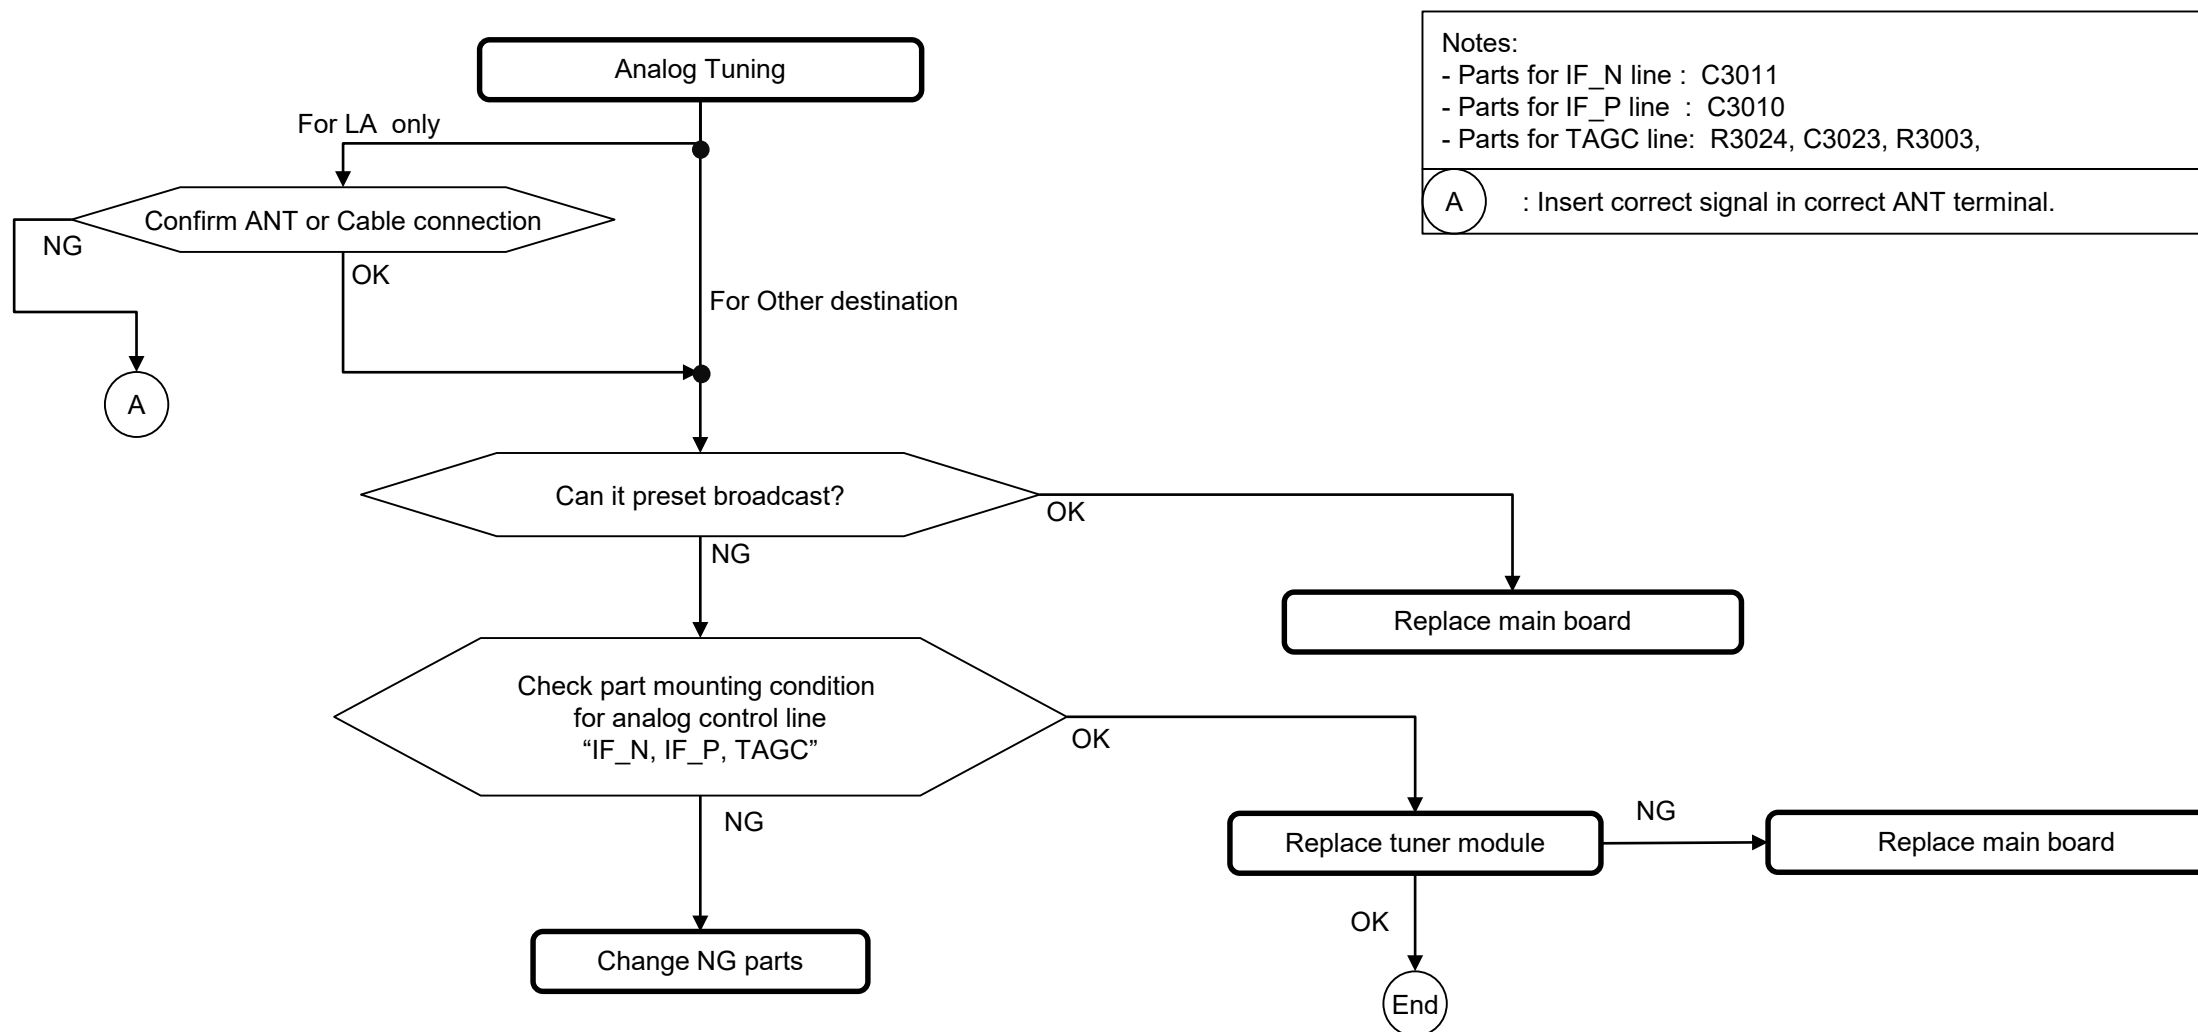 Analog Tuning
For LA  only
Confirm ANT or Cable connection
NG
OK
For Other destination
A
Can it preset broadcast?
OK
NG
Replace main board
Check part mounting condition
for analog control line
“IF_N, IF_P, TAGC”
OK
NG
Replace tuner module
NG
Replace main board
OK
Change NG parts
End
Notes:
- Parts for IF_N line :  C3011
- Parts for IF_P line  :  C3010
- Parts for TAGC line:  R3024, C3023, R3003,
A : Insert correct signal in correct ANT terminal.